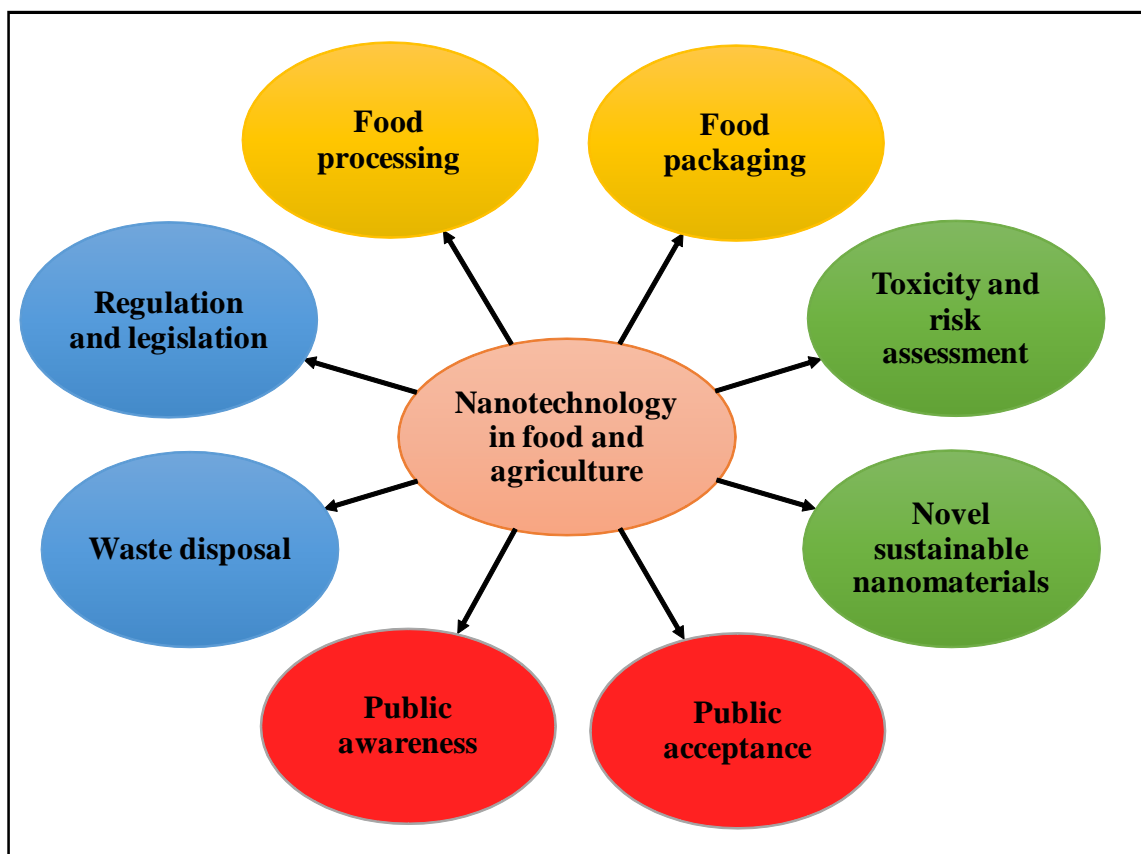 Food
processing
Food
packaging
Regulation
and legislation
Toxicity and
risk
assessment
Nanotechnology
in food and
agriculture
Waste disposal
Novel
sustainable
nanomaterials
Public
awareness
Public
acceptance